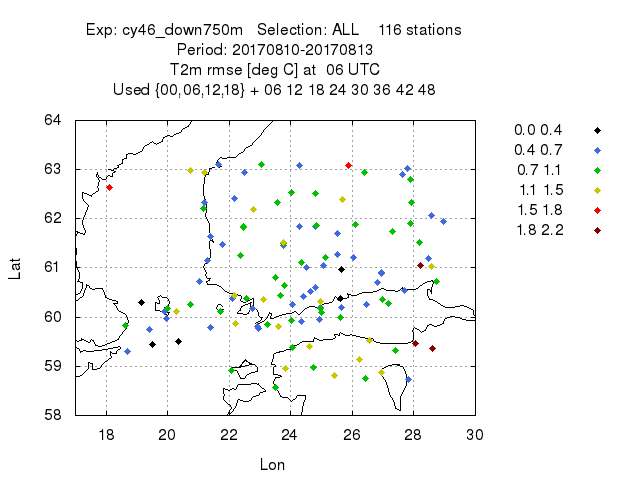 Exp: cy46_down750m Selection: ALL 116 stations
Period: 20170810-20170813
T2m rmse [deg C] at 06 UTC
Used {00,06,12,18} + 06 12 18 24 30 36 42 48
64
63
62
61
60
59
58
Lat
18 20 22 24 26 28 30
Lon
0.0 0.4
0.4 0.7
0.7 1.1
1.1 1.5
1.5 1.8
1.8 2.2